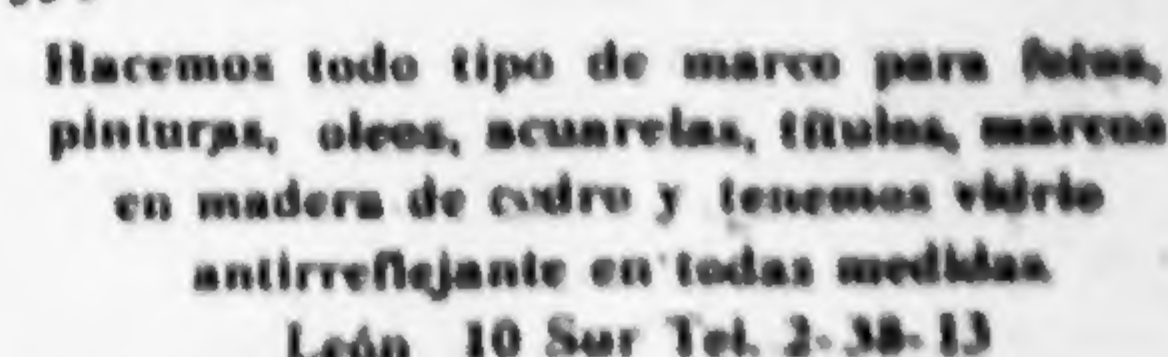 Hacemos todo tipo de marco para fotos,
pinturas, oleos, acuarelas, títulos, marcos
en madera de cedro y tenemos vidrio
antirreflejante en todas medidas
León 10 Sur Tel. 2-38-13